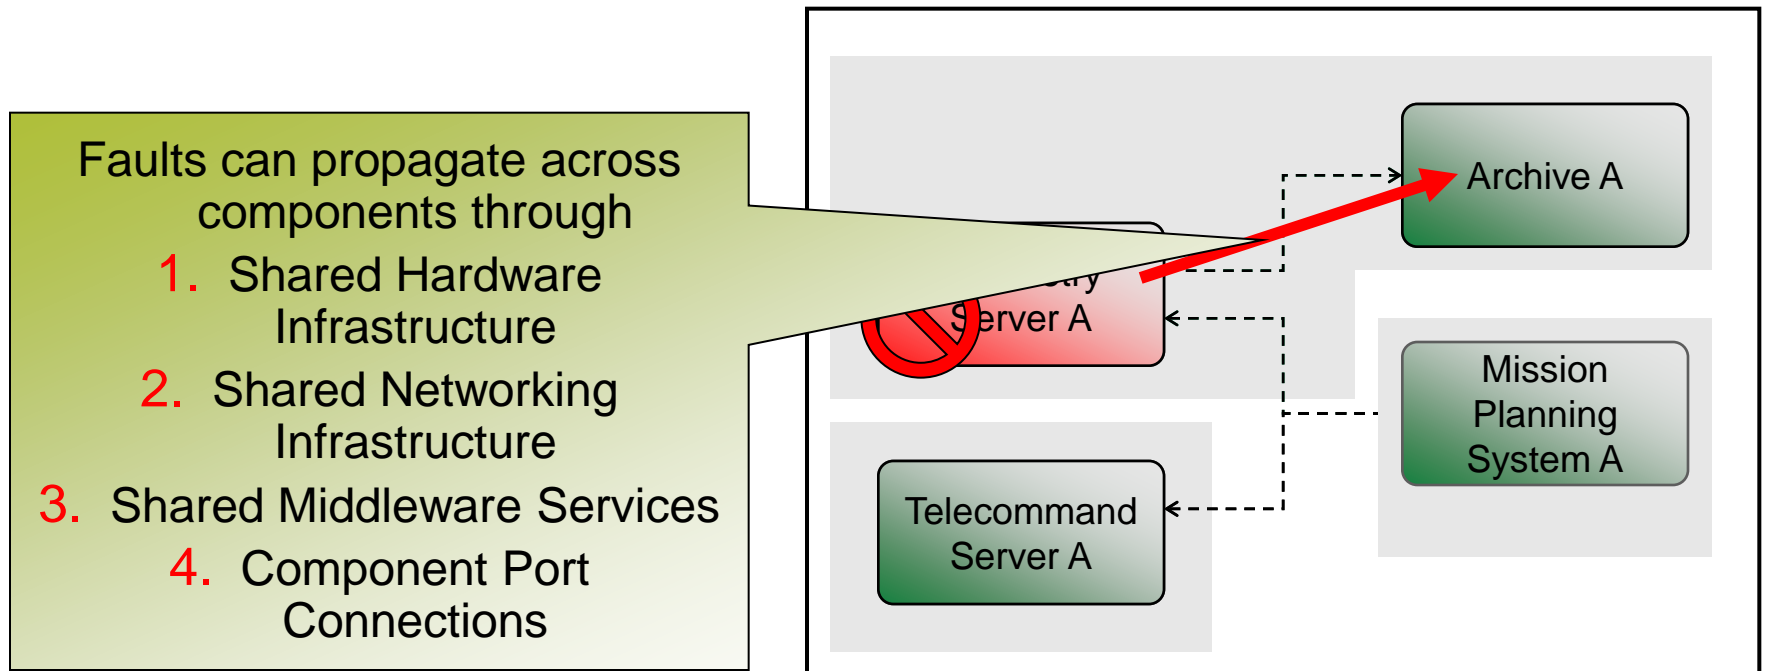 Faults can propagate across
components through
1. Shared Hardware
Infrastructure
2. Shared Networking
Infrastructure
3. Shared Middleware Services
4. Component Port
Connections
Archive A
Server A
Mission
Planning
System A
Telecommand
Server A